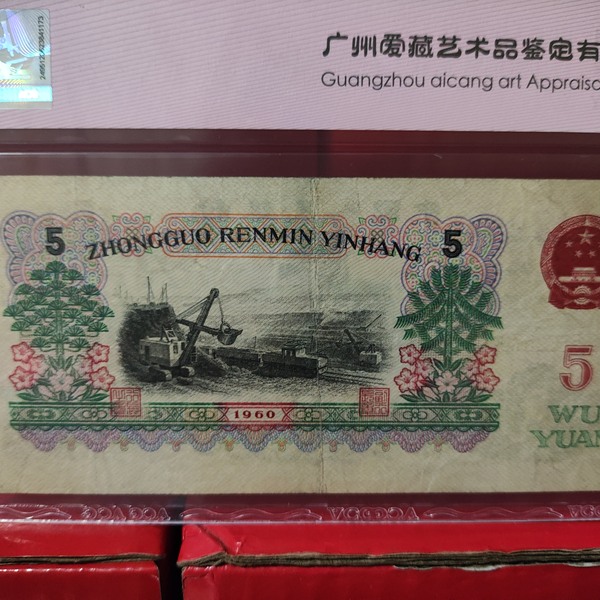 广州爱藏艺术品鉴定有
Guangzhou aicang art Appraisa
5 ZHONGGUO RENMIN YINHANG 5
5
WU
YUAN
1960